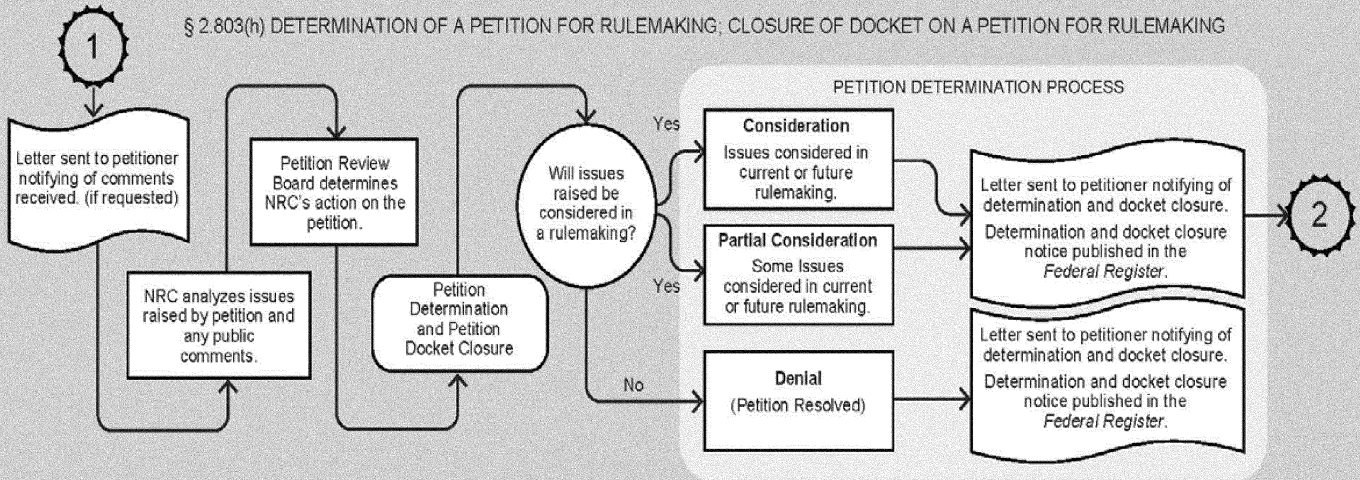 § 2.803(h) DETERMINATION OF A PETITION FOR RULEMAKING; CLOSURE OF DOCKET ON A PETITION FOR RULEMAKING
1
Letter sent to petitioner
notifying of comments
received. (if requested)
NRC analyzes issues
raised by petition and
any public
comments.
Petition Review
Board determines
NRC's action on the
petition.
Petition
Determination
and Petition
Docket Closure
Will issues
raised be
considered in
a rulemaking?
Yes
Yes
No
PETITION DETERMINATION PROCESS
Consideration
Issues considered in
current or future
rulemaking.
Partial Consideration
Some Issues
considered in current
or future rulemaking.
Denial
(Petition Resolved)
Letter sent to petitioner notifying of
determination and docket closure.
Determination and docket closure
notice published in the
Federal Register.
Letter sent to petitioner notifying of
determination and docket closure.
Determination and docket closure
notice published in the
Federal Register.
2